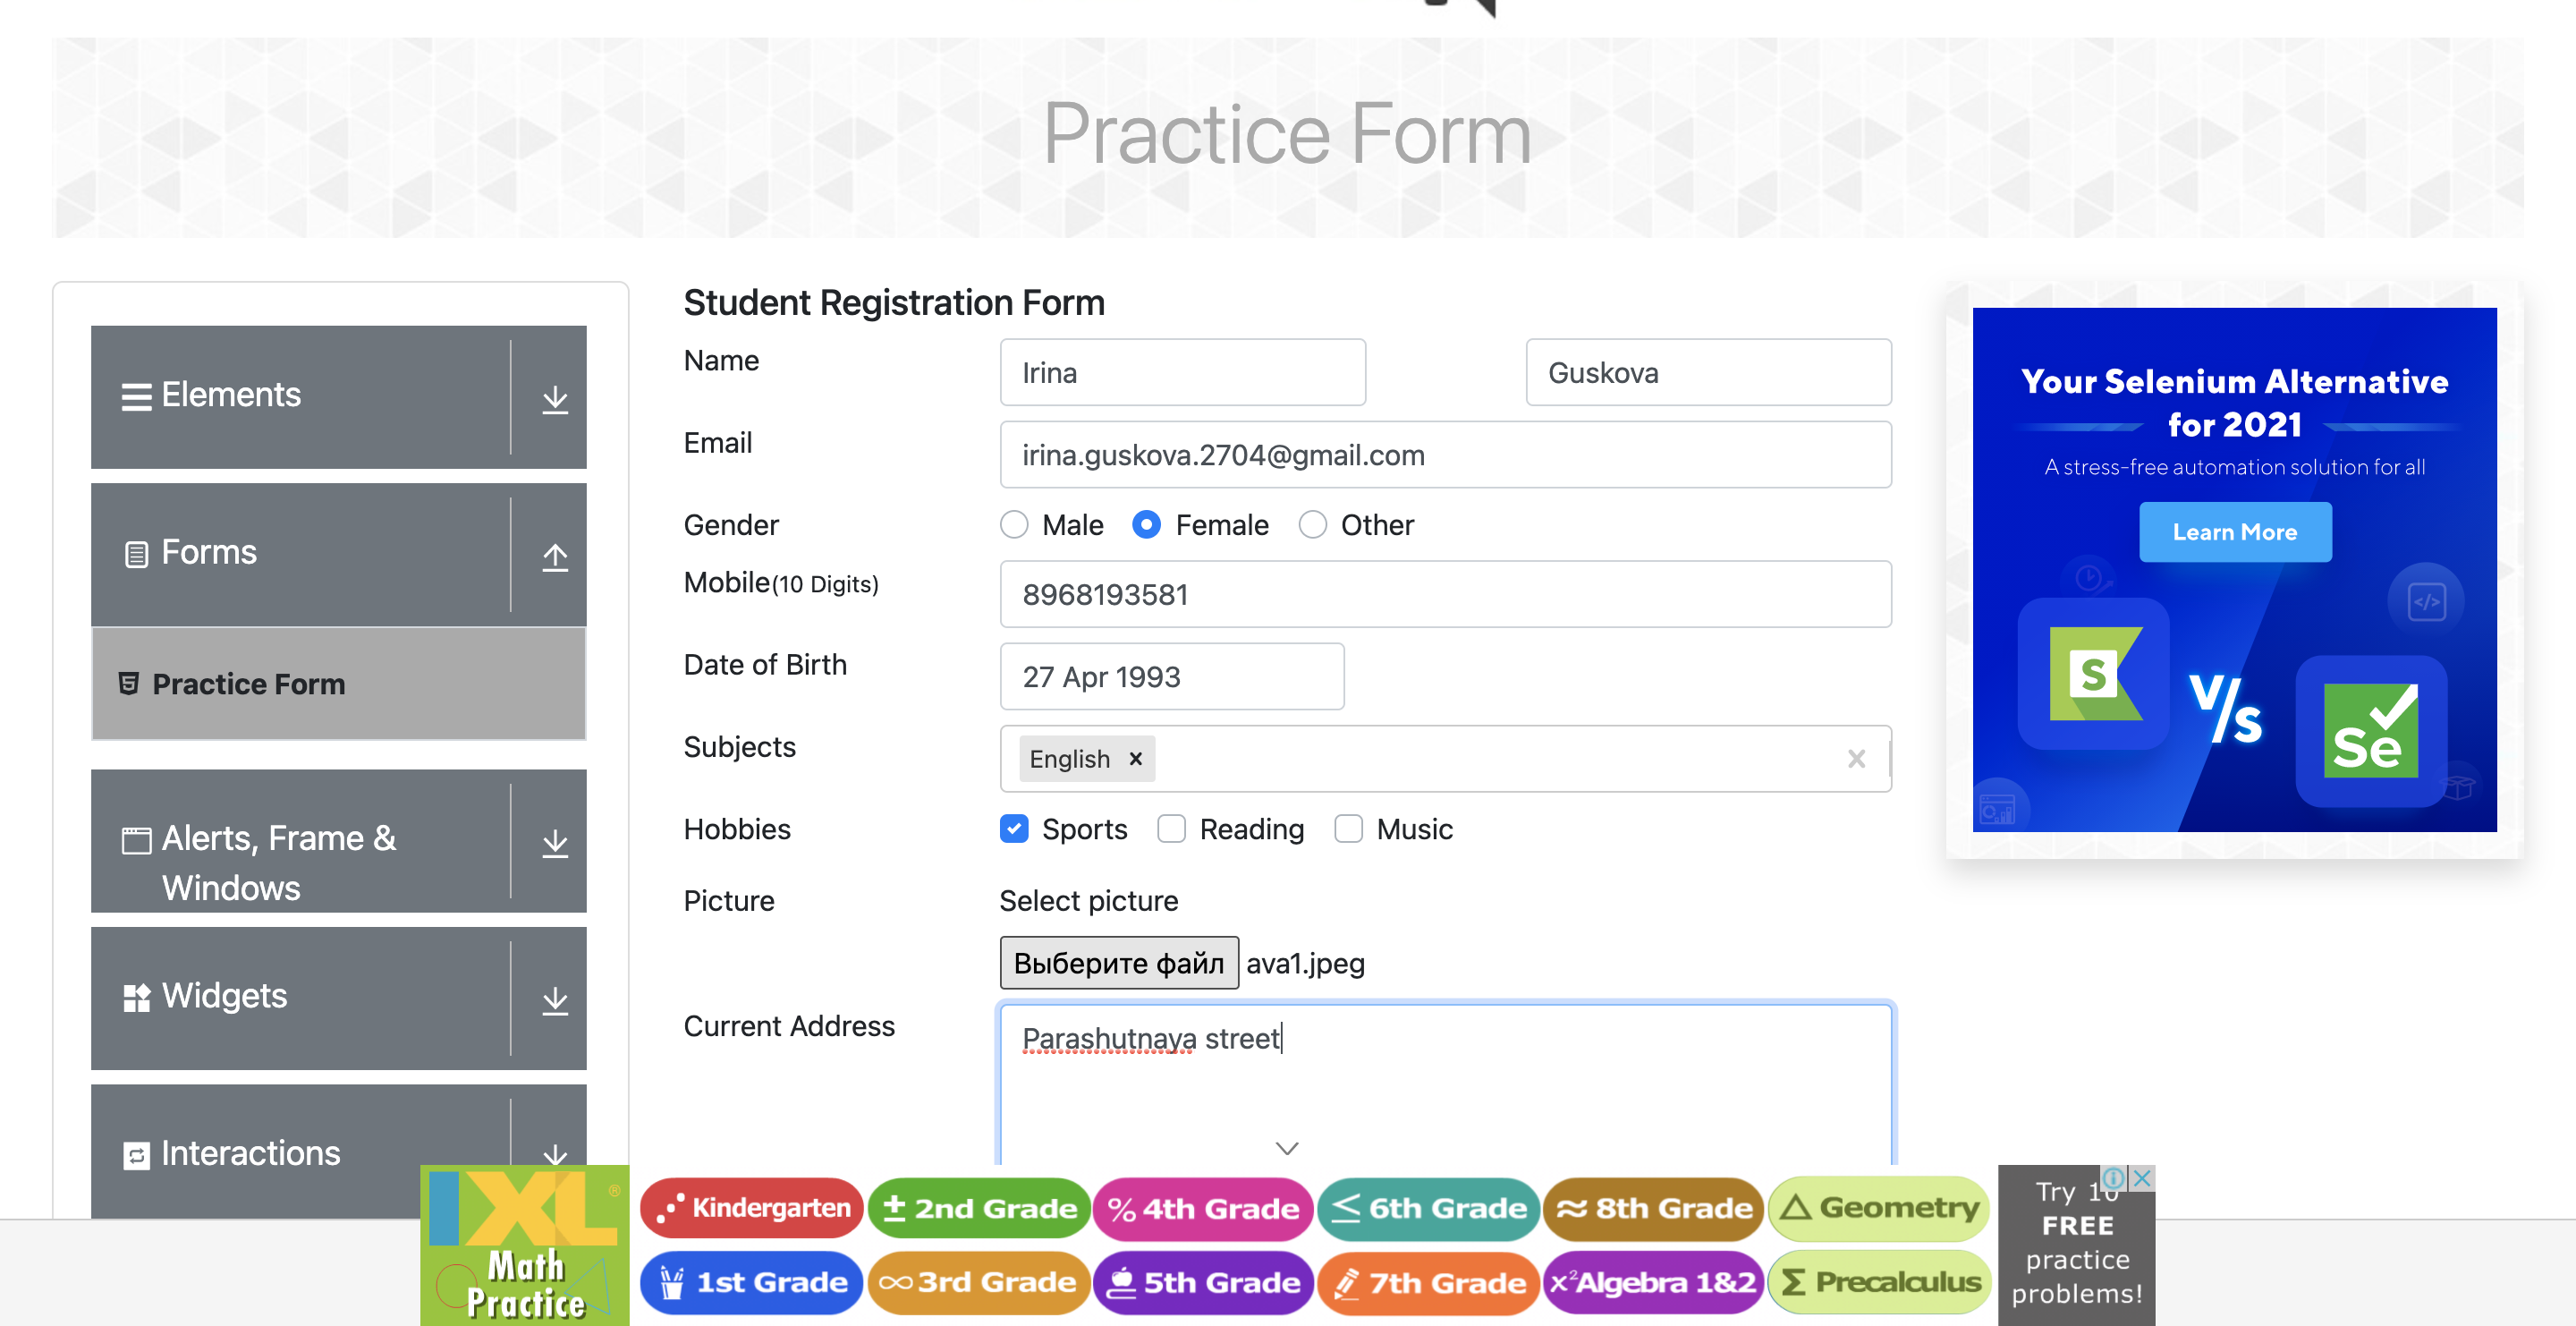 Practice Form
Elements
Forms
Practice Form
Alerts, Frame &
Windows
Widgets
Interactions
Student Registration Form
Name Irina Guskova
Email irina.guskova.2704@gmail.com
Gender Male Female Other
Mobile(10 Digits) 8968193581
Date of Birth 27 Apr 1993
Subjects English ×
Hobbies Sports Reading Music
Picture Select picture
Выберите файл ava1.jpeg
Current Address Parashutnaya street
Your Selenium Alternative
for 2021
A stress-free automation solution for all
Learn More
S V/s Se
IXL®
Math
Practice
Kindergarten ± 2nd Grade % 4th Grade ≤ 6th Grade ≈ 8th Grade △ Geometry
1st Grade ∞ 3rd Grade 5th Grade 7th Grade x² Algebra 1&2 Σ Precalculus
Try 10
FREE
practice
problems!